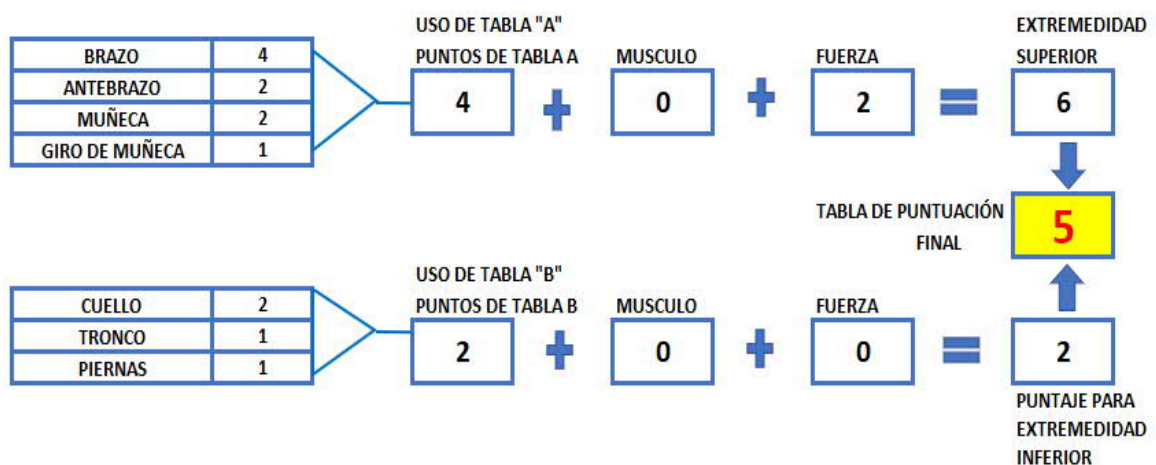 USO DE TABLA "A"
EXTREMEDIDAD
BRAZO 4
PUNTOS DE TABLA A MUSCULO FUERZA SUPERIOR
ANTEBRAZO 2
4 + 0 + 2 = 6
MUÑECA 2
GIRO DE MUÑECA 1
TABLA DE PUNTUACIÓN
FINAL
5
USO DE TABLA "B"
CUELLO 2
PUNTOS DE TABLA B MUSCULO FUERZA
TRONCO 1
2 + 0 + 0 = 2
PIERNAS 1
PUNTAJE PARA
EXTREMEDIDAD
INFERIOR